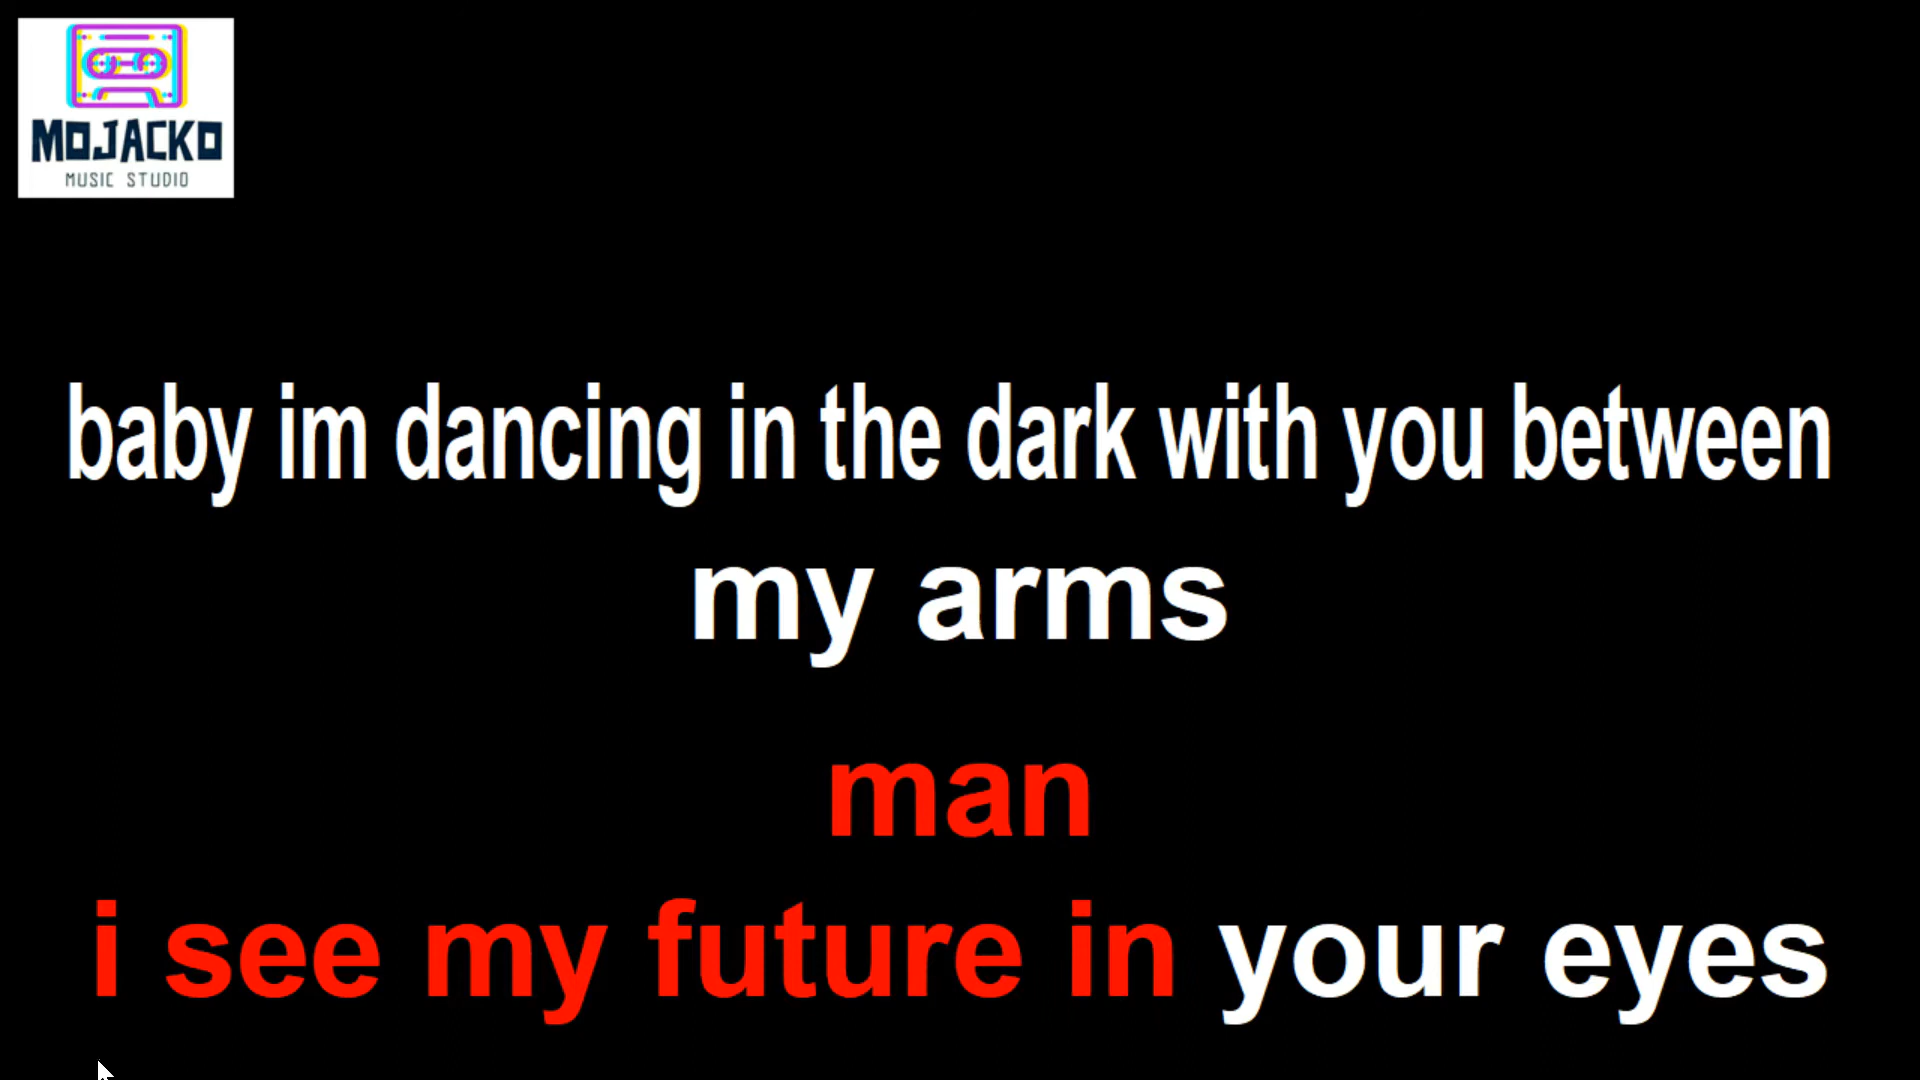 MOJACKO
MUSIC STUDIO
baby im dancing in the dark with you between
my arms
man
i see my future in your eyes